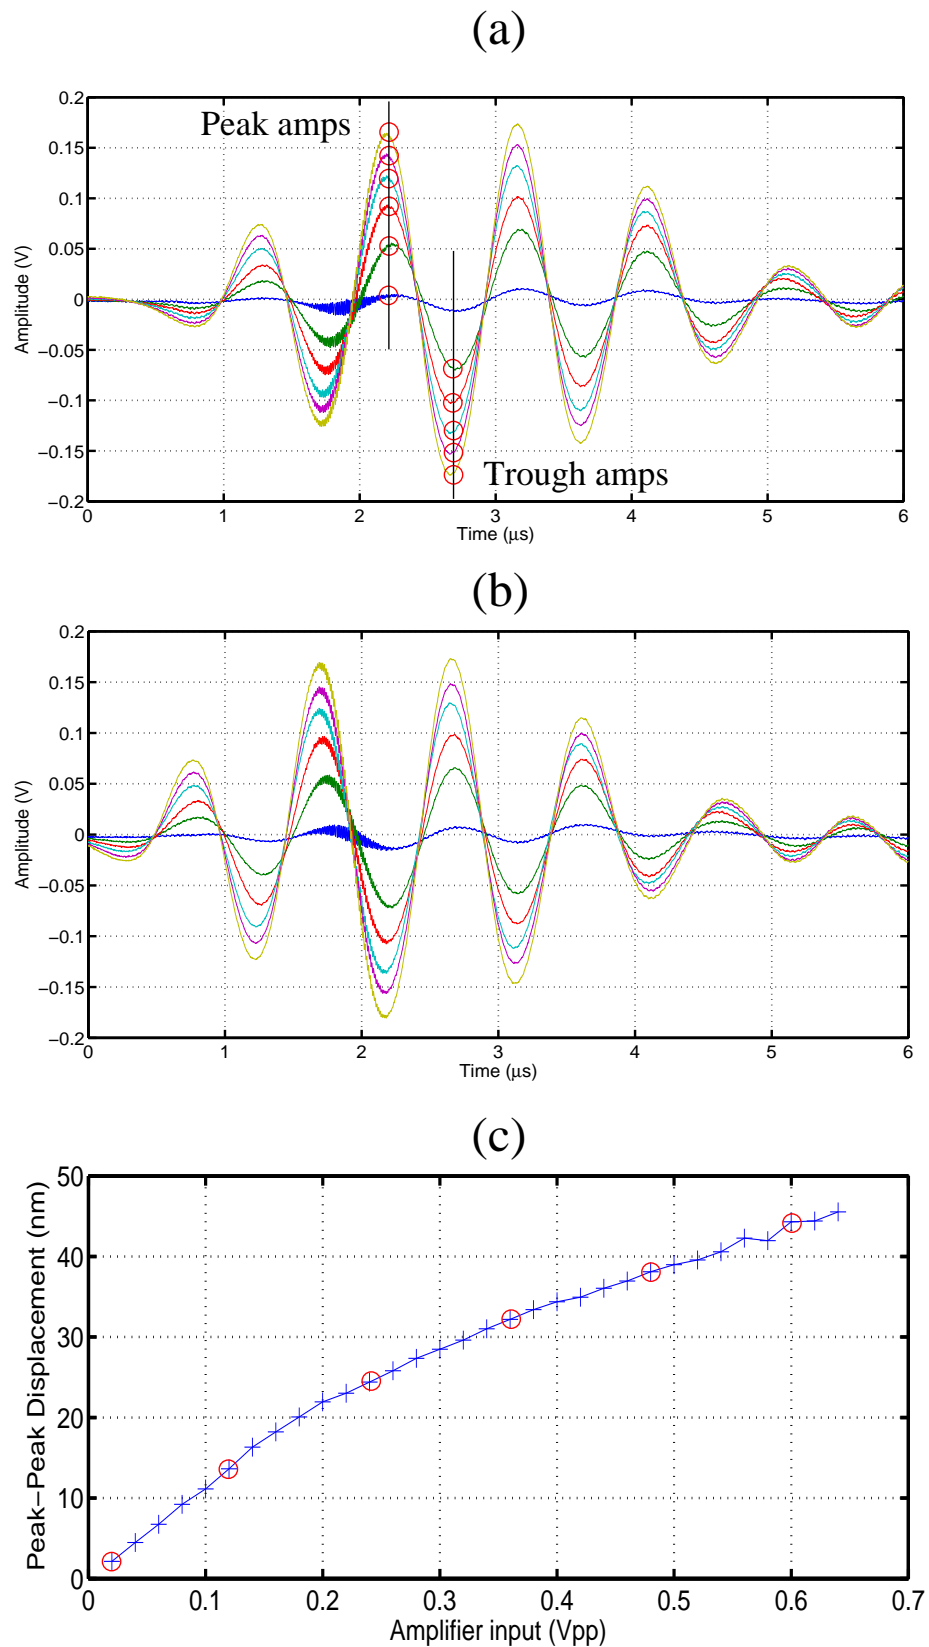 (a)
0.2
0.15
0.1
0.05
0
−0.05
−0.1
−0.15
−0.2
Amplitude (V)
Peak amps
Trough amps
0 1 2 3 4 5 6
Time (μs)
(b)
0.2
0.15
0.1
0.05
0
−0.05
−0.1
−0.15
−0.2
Amplitude (V)
0 1 2 3 4 5 6
Time (μs)
(c)
50
40
30
20
10
0
Peak−Peak Displacement (nm)
0 0.1 0.2 0.3 0.4 0.5 0.6 0.7
Amplifier input (Vpp)